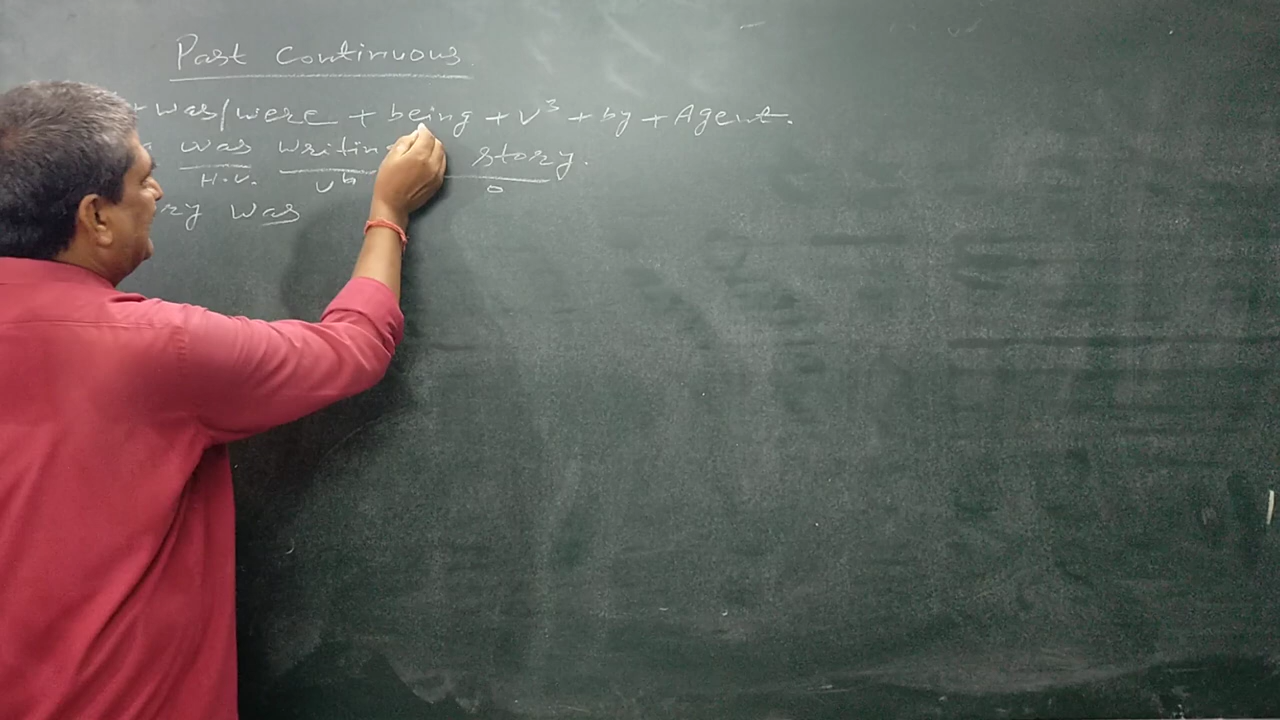 Past Continuous
+ was/were + being + V³ + by + Agent.
was writing story.
H.V. Vb O
was